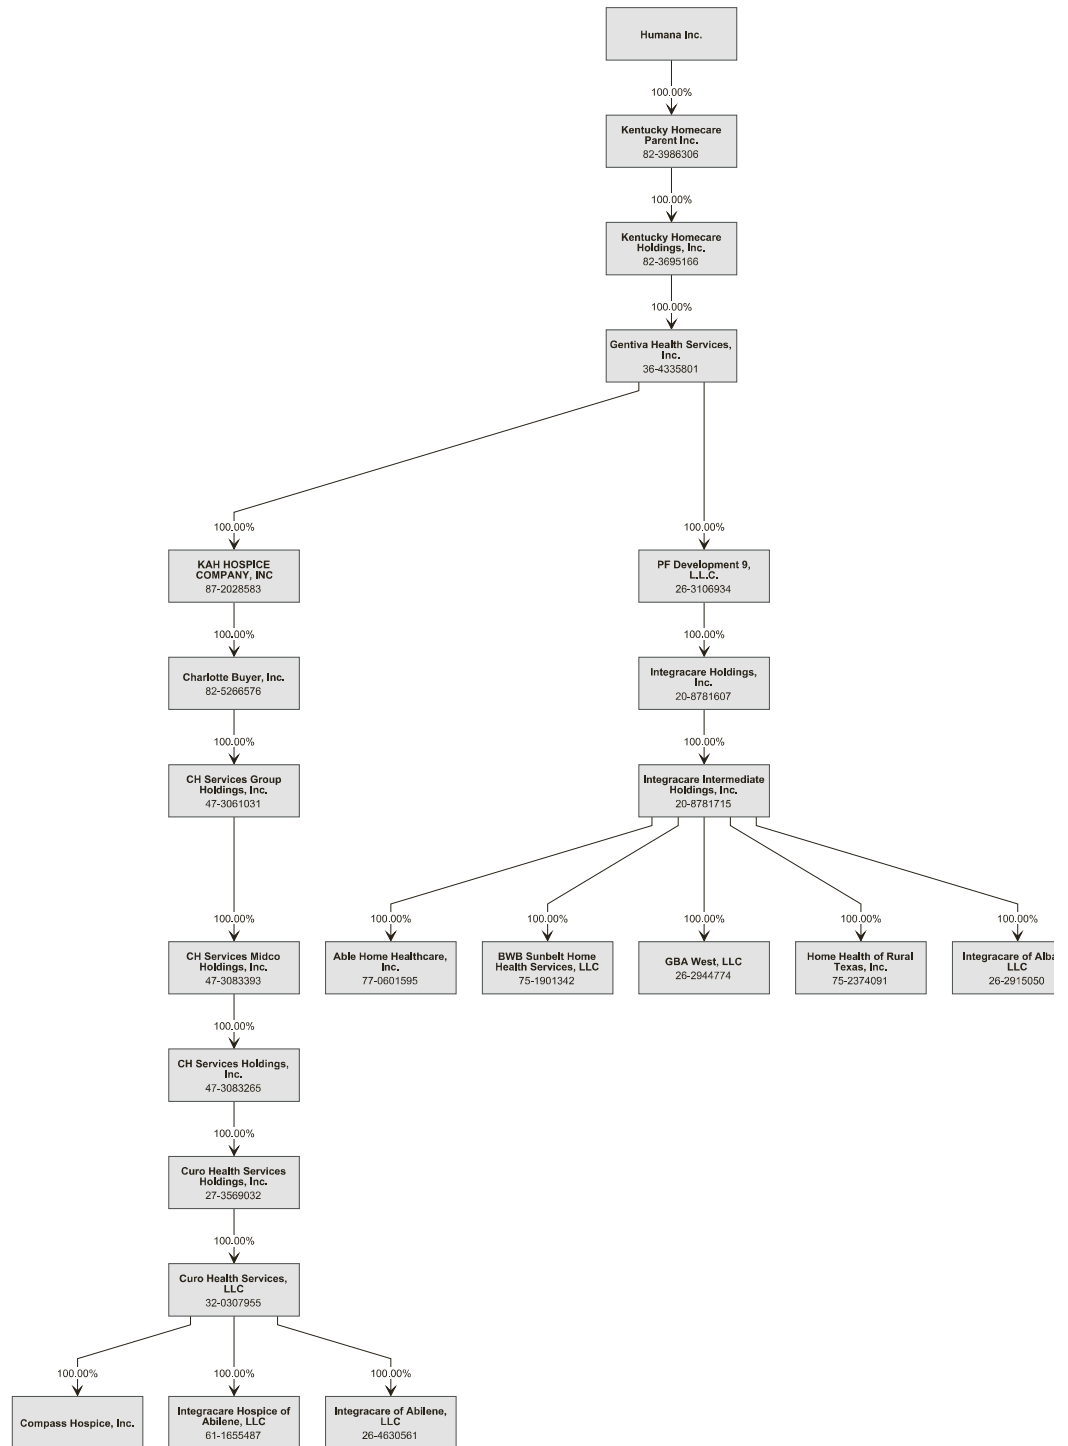 Humana Inc.
100.00%
Kentucky Homecare
Parent Inc.
82-3986306
100.00%
Kentucky Homecare
Holdings, Inc.
82-3695166
100.00%
Gentiva Health Services,
Inc.
36-4335801
100.00%
100.00%
KAH HOSPICE
COMPANY, INC
87-2028583
PF Development 9,
L.L.C.
26-3106934
100.00%
100.00%
Charlotte Buyer, Inc.
82-5266576
Integracare Holdings,
Inc.
20-8781607
100.00%
100.00%
CH Services Group
Holdings, Inc.
47-3061031
Integracare Intermediate
Holdings, Inc.
20-8781715
100.00%
100.00%
100.00%
100.00%
100.00%
100.00%
CH Services Midco
Holdings, Inc.
47-3083393
Able Home Healthcare,
Inc.
77-0601595
BWB Sunbelt Home
Health Services, LLC
75-1901342
GBA West, LLC
26-2944774
Home Health of Rural
Texas, Inc.
75-2374091
Integracare of
LLC
26-2915050
100.00%
CH Services Holdings,
Inc.
47-3083265
100.00%
Curo Health Services
Holdings, Inc.
27-3569032
100.00%
Curo Health Services,
LLC
32-0307955
100.00%
100.00%
100.00%
Compass Hospice, Inc.
Integracare Hospice of
Abilene, LLC
61-1655487
Integracare of Abilene,
LLC
26-4630561